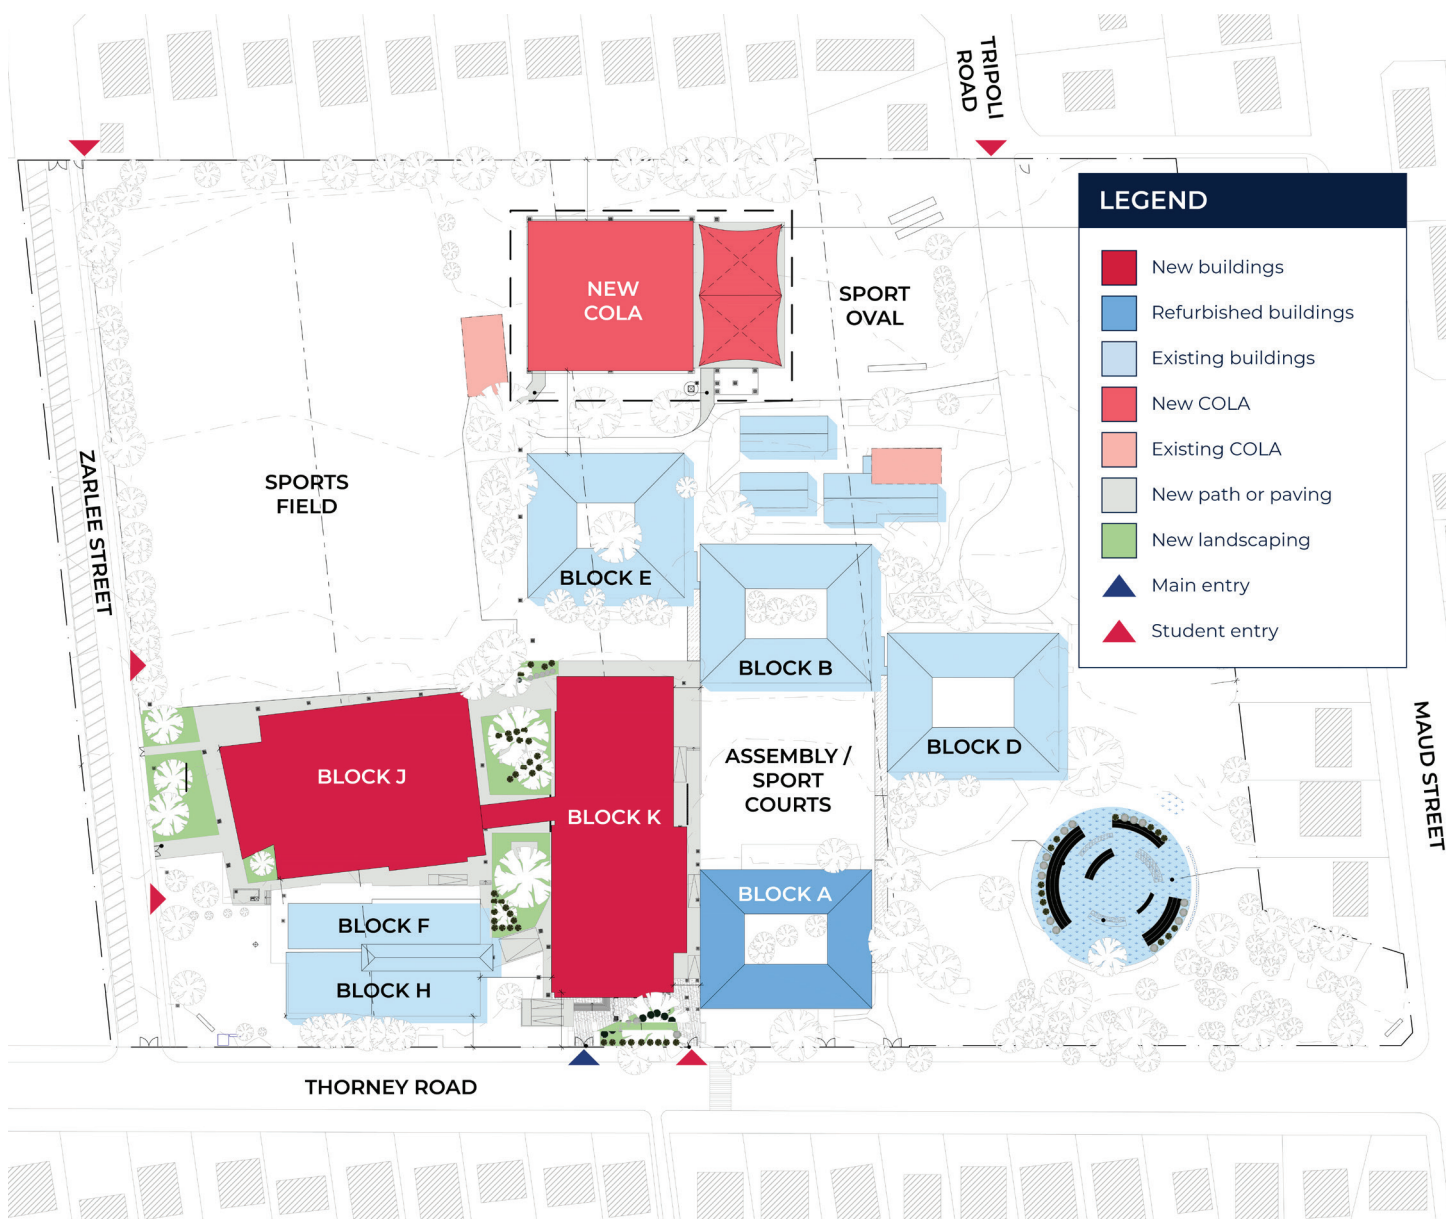 TRIPOLI
ROAD
LEGEND
New buildings
Refurbished buildings
Existing buildings
New COLA
Existing COLA
New path or paving
New landscaping
Main entry
Student entry
NEW
COLA
SPORT
OVAL
ZARLEE STREET
SPORTS
FIELD
BLOCK E
BLOCK B
BLOCK D
MAUD STREET
BLOCK J
BLOCK K
ASSEMBLY /
SPORT
COURTS
BLOCK A
BLOCK F
BLOCK H
THORNEY ROAD